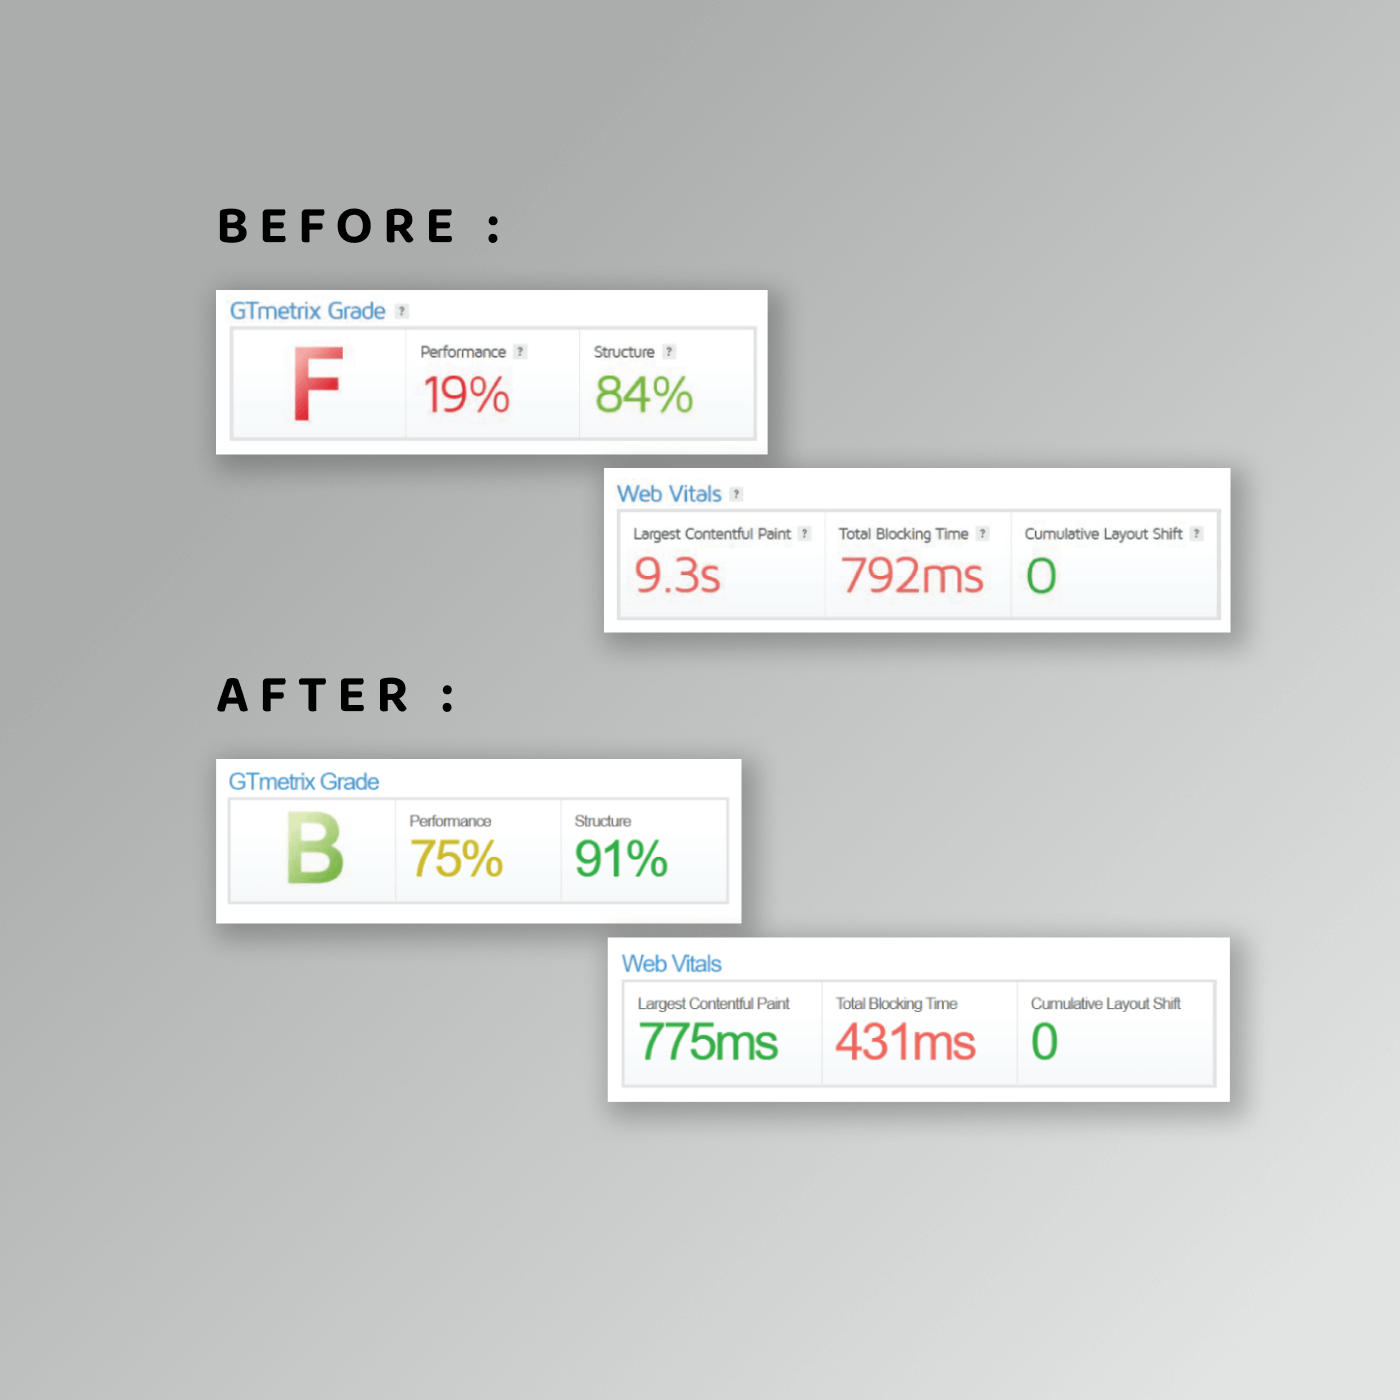 BEFORE :
GTmetrix Grade ?
F
Performance ?
19%
Structure ?
84%
Web Vitals ?
Largest Contentful Paint ?
9.3s
Total Blocking Time ?
792ms
Cumulative Layout Shift ?
0
AFTER :
GTmetrix Grade
B
Performance
75%
Structure
91%
Web Vitals
Largest Contentful Paint
775ms
Total Blocking Time
431ms
Cumulative Layout Shift
0